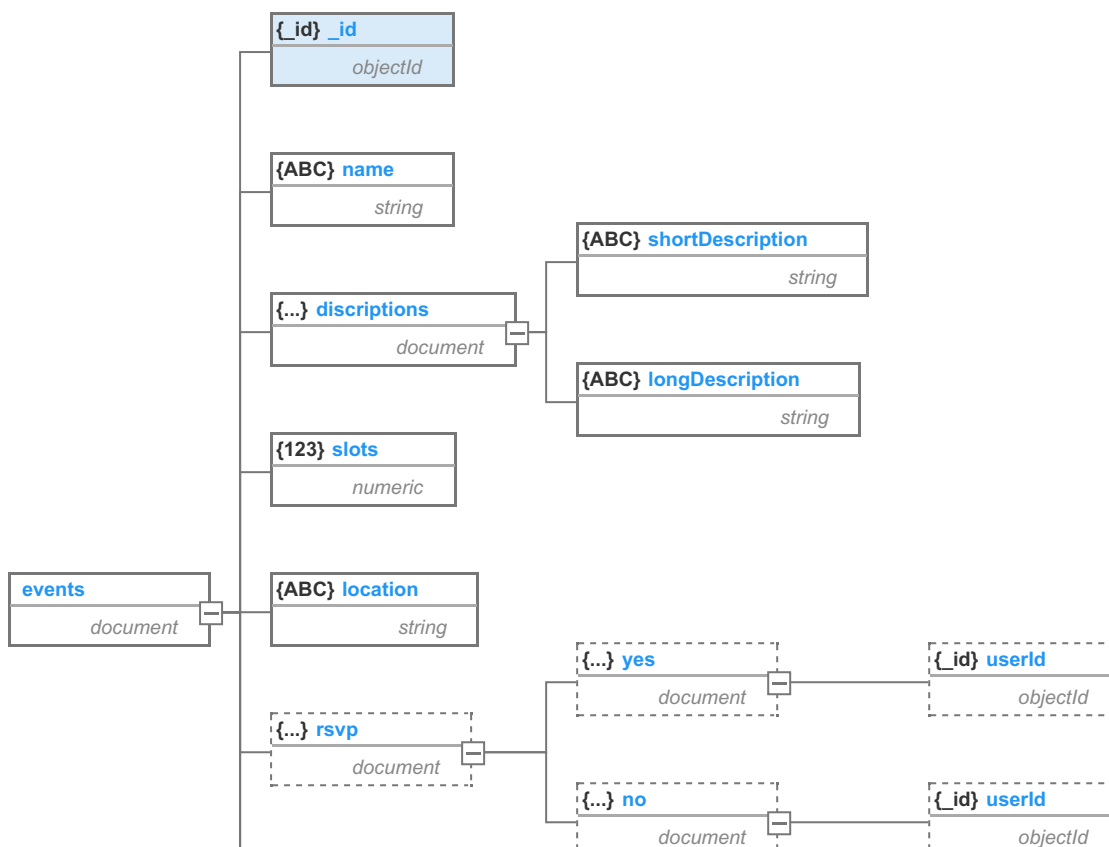 {_id} _id
objectId
{ABC} name
string
{ABC} shortDescription
string
{...} discriptions
document
{ABC} longDescription
string
{123} slots
numeric
events
document
{ABC} location
string
{...} yes
document
{_id} userId
objectId
{...} rsvp
document
{...} no
document
{_id} userId
objectId